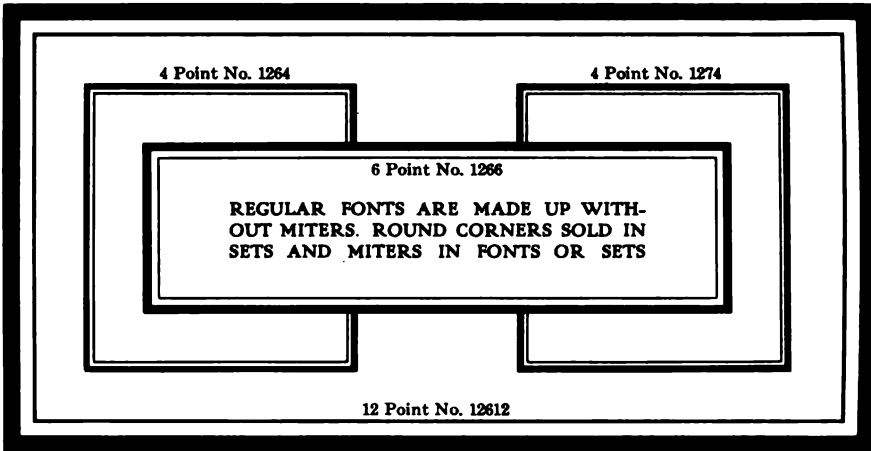 4 Point No. 1264
4 Point No. 1274
6 Point No. 1266
REGULAR FONTS ARE MADE UP WITH-
OUT MITERS. ROUND CORNERS SOLD IN
SETS AND MITERS IN FONTS OR SETS
12 Point No. 12612